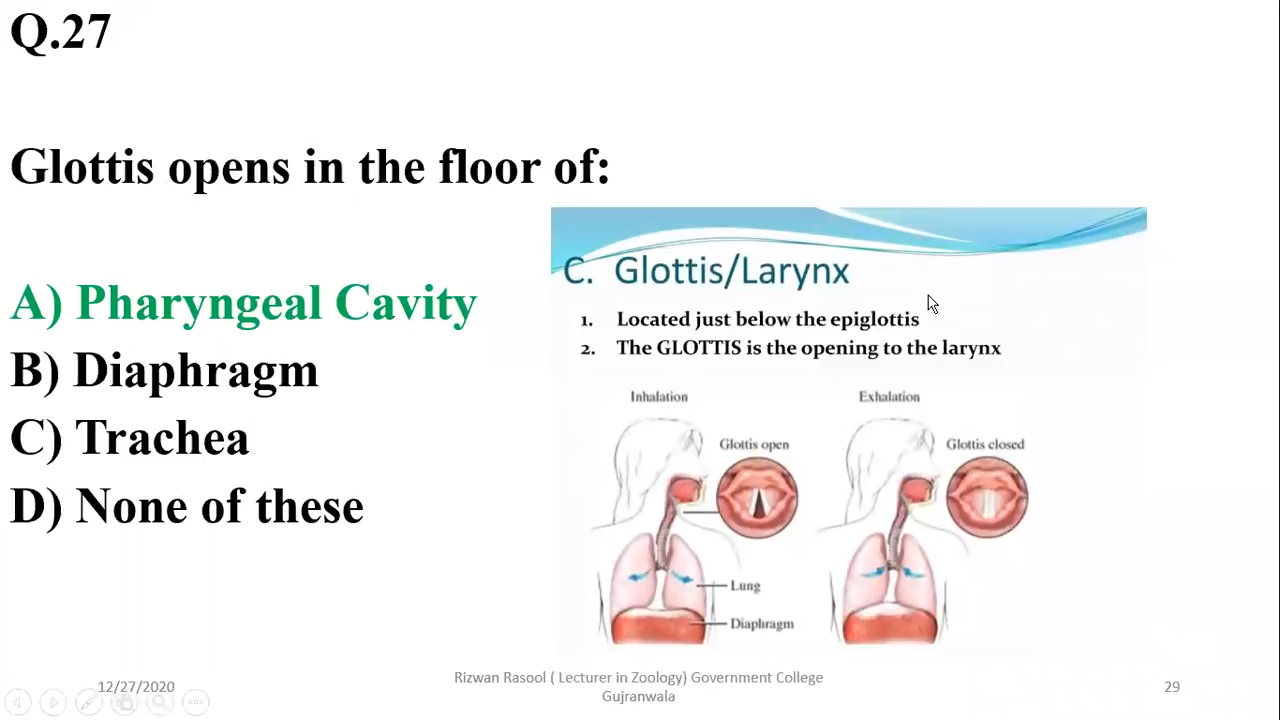 Q.27
Glottis opens in the floor of:
A) Pharyngeal Cavity
B) Diaphragm
C) Trachea
D) None of these
C. Glottis/Larynx
1. Located just below the epiglottis
2. The GLOTTIS is the opening to the larynx
Inhalation
Exhalation
Glottis open
Glottis closed
Lung
Diaphragm
12/27/2020
Rizwan Rasool ( Lecturer in Zoology) Government College
Gujranwala
29